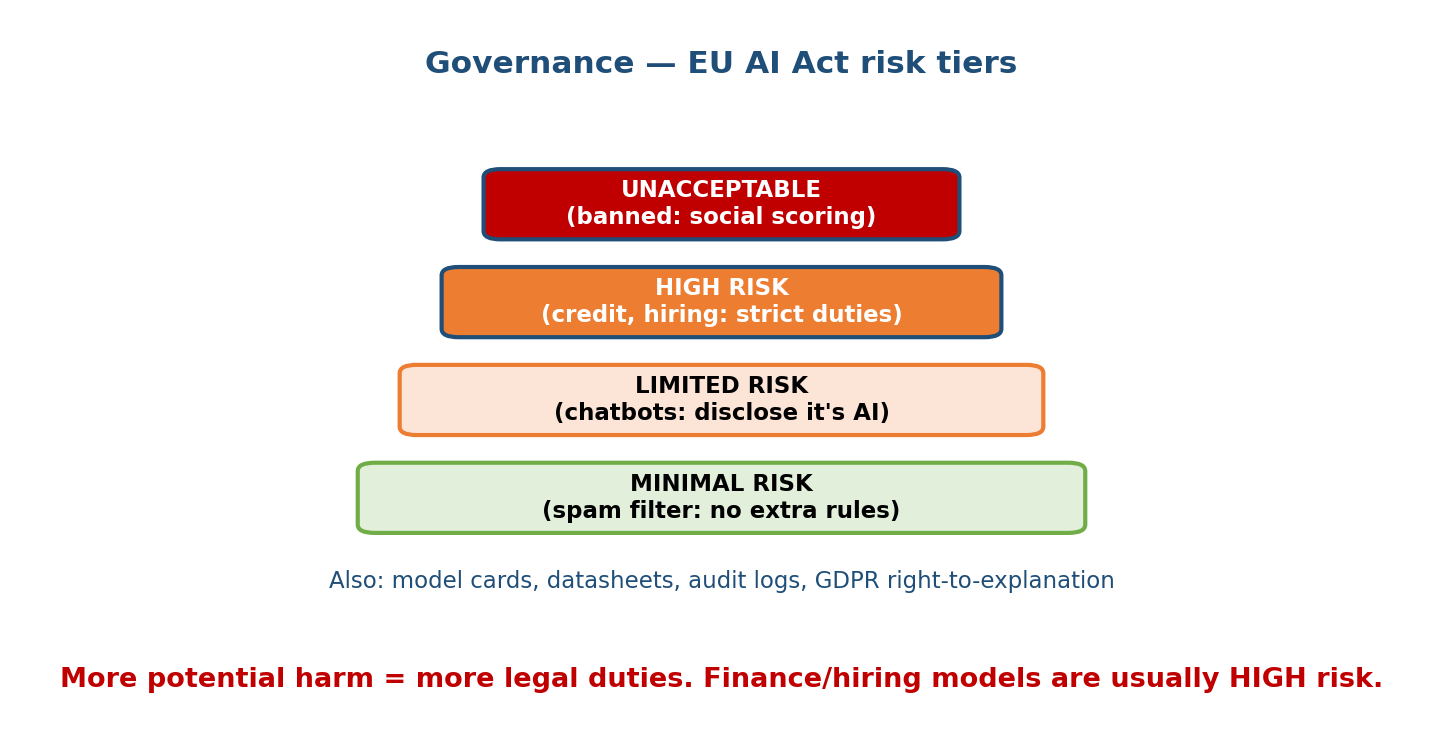 Governance — EU AI Act risk tiers
UNACCEPTABLE
(banned: social scoring)
HIGH RISK
(credit, hiring: strict duties)
LIMITED RISK
(chatbots: disclose it's AI)
MINIMAL RISK
(spam filter: no extra rules)
Also: model cards, datasheets, audit logs, GDPR right-to-explanation
More potential harm = more legal duties. Finance/hiring models are usually HIGH risk.